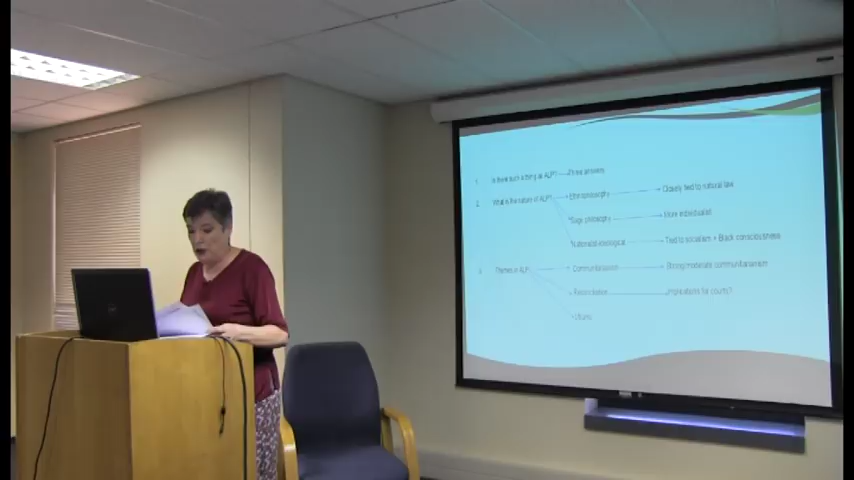 1. Is there such a thing as ALP? Three answers
2. What is the nature of ALP? Ethnophilosophy Closely tied to natural law
Sage philosophy More individualist
Nationalist-ideological Tied to socialism + Black consciousness
3. Themes in ALP Communitarianism Strong/moderate communitarianism
Reconciliation Implications for courts?
Ubuntu